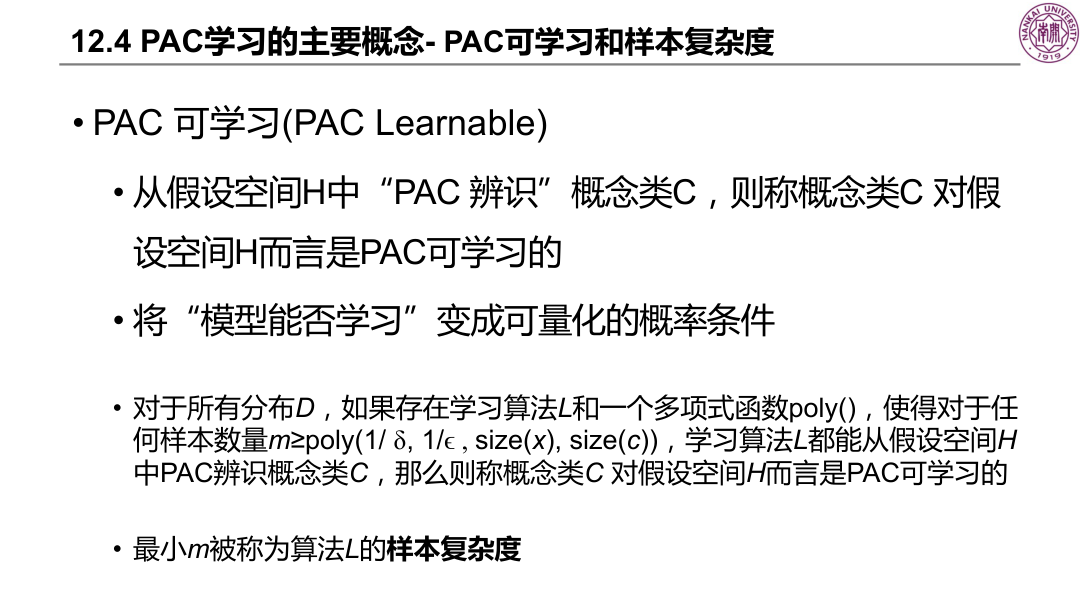 12.4 PAC学习的主要概念- PAC可学习和样本复杂度
NANKAI UNIVERSITY
南开
1919
• PAC 可学习(PAC Learnable)
• 从假设空间H中“PAC 辨识”概念类C，则称概念类C 对假
设空间H而言是PAC可学习的
• 将“模型能否学习”变成可量化的概率条件
• 对于所有分布D，如果存在学习算法L和一个多项式函数poly()，使得对于任
何样本数量m≥poly(1/ δ, 1/ϵ , size(x), size(c))，学习算法L都能从假设空间H
中PAC辨识概念类C，那么则称概念类C 对假设空间H而言是PAC可学习的
• 最小m被称为算法L的样本复杂度